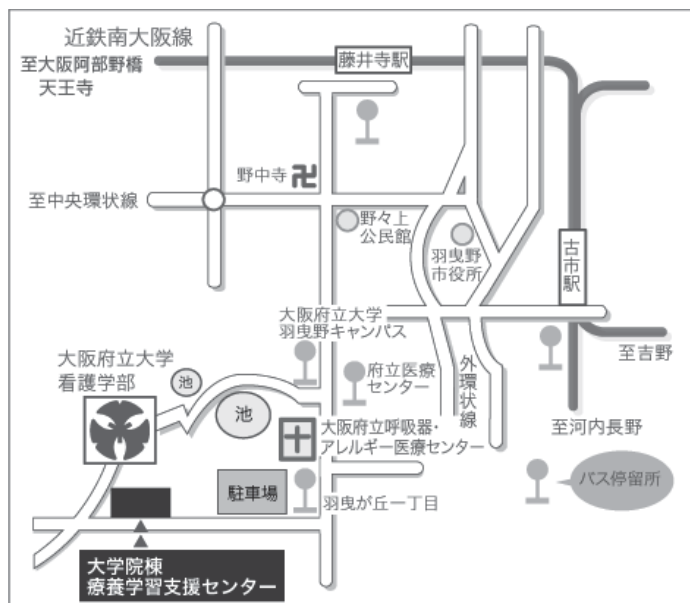 近鉄南大阪線
至大阪阿部野橋
天王寺
藤井寺駅
野中寺
至中央環状線
野々上
公民館
羽曳野
市役所
古市駅
大阪府立大学
羽曳野キャンパス
至吉野
大阪府立大学
看護学部
池
池
府立医療
センター
外環状線
至河内長野
大阪府立呼吸器・
アレルギー医療センター
駐車場
羽曳が丘一丁目
バス停留所
大学院棟
療養学習支援センター